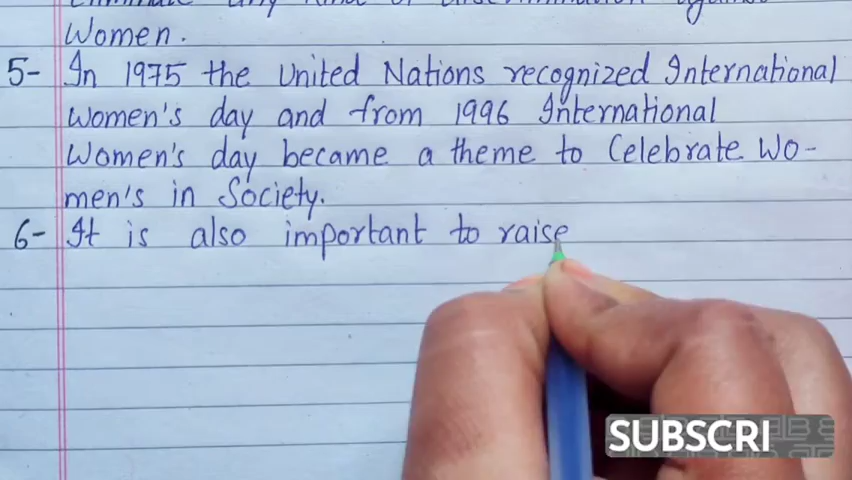 Women.
5- In 1975 the United Nations recognized International
Women's day and from 1996 International
Women's day became a theme to Celebrate Wo-
men's in Society.
6- It is also important to raise
SUBSCRI